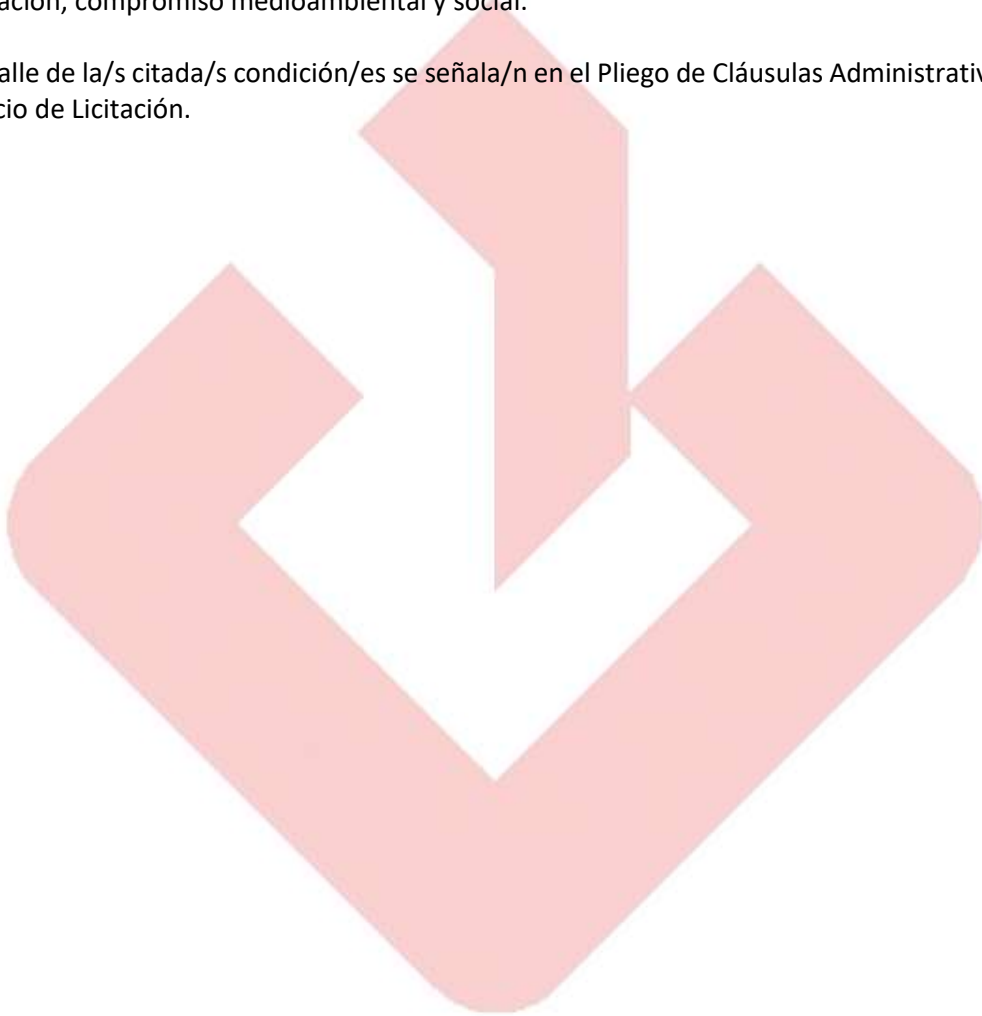 ación, compromiso medioambiental y social.
alle de la/s citada/s condición/es se señala/n en el Pliego de Cláusulas Administrativ
cio de Licitación.